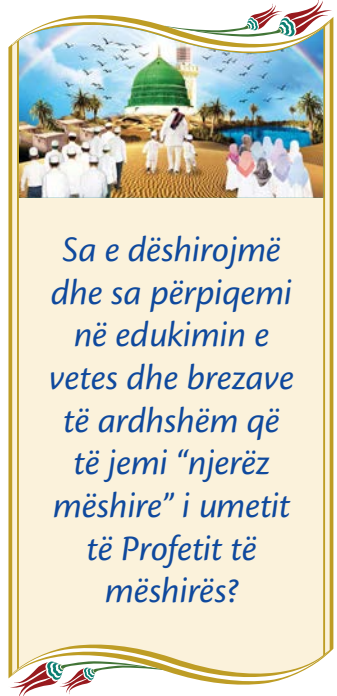 Sa e dëshirojmë
dhe sa përpiqemi
në edukimin e
vetes dhe brezave
të ardhshëm që
të jemi “njerëz
mëshire” i umetit
të Profetit të
mëshirës?